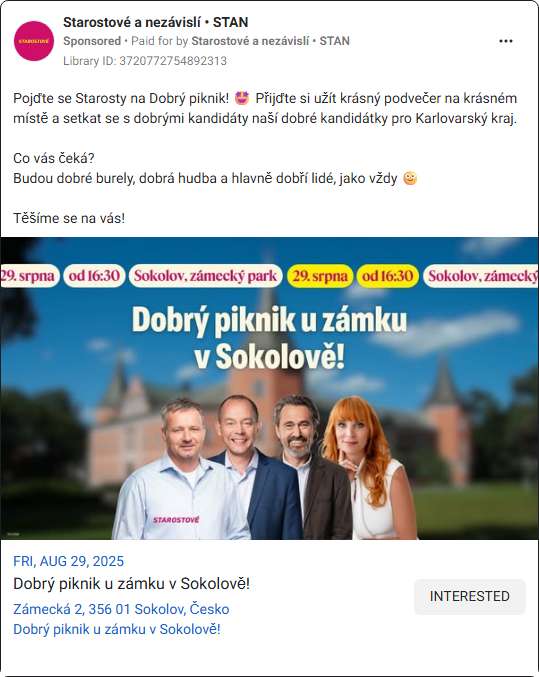 Starostové a nezávislí • STAN
Sponsored • Paid for by Starostové a nezávislí • STAN
Library ID: 3720772754892313
STAROSTOVÉ
Pojďte se Starosty na Dobrý piknik! 🤩 Přijďte si užít krásný podvečer na krásném
místě a setkat se s dobrými kandidáty naší dobré kandidátky pro Karlovarský kraj.
Co vás čeká?
Budou dobré burely, dobrá hudba a hlavně dobří lidé, jako vždy
Těšíme se na vás!
29. srpna od 16:30 Sokolov, zámecký park 29. srpna od 16:30 Sokolov, zámecký
Dobrý piknik u zámku
v Sokolově!
STAROSTOVÉ
FRI, AUG 29, 2025
Dobrý piknik u zámku v Sokolově!
Zámecká 2, 356 01 Sokolov, Česko
Dobrý piknik u zámku v Sokolově!
INTERESTED